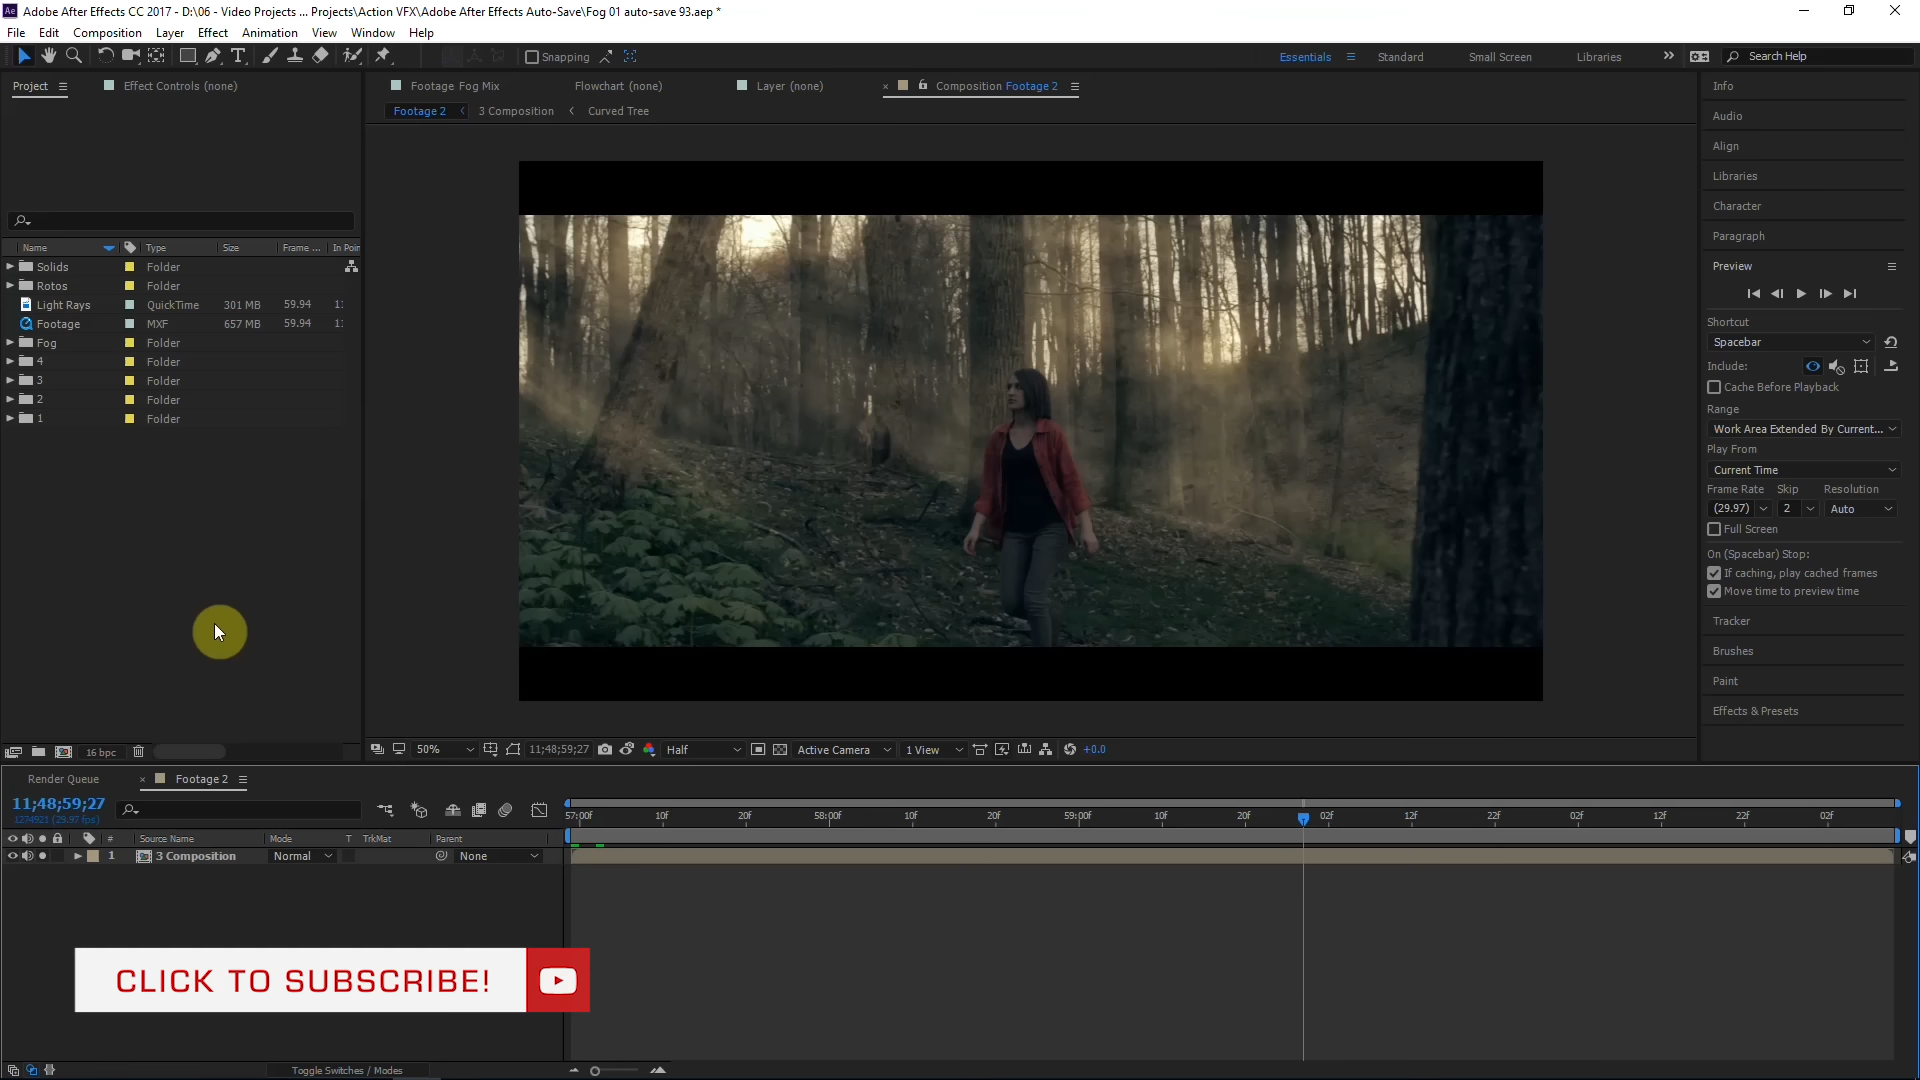 Ae Adobe After Effects CC 2017 - D:\06 - Video Projects ... Projects\Action VFX\Adobe After Effects Auto-Save\Fog 01 auto-save 93.aep *
File Edit Composition Layer Effect Animation View Window Help
T Snapping Essentials Standard Small Screen Libraries Search Help
Project Effect Controls (none) Footage Fog Mix Flowchart (none) Layer (none) Composition Footage 2
Footage 2 3 Composition Curved Tree
Name Type Size Frame ... In Poin
Solids Folder
Rotos Folder
Light Rays QuickTime 301 MB 59.94 11
Footage MXF 657 MB 59.94 11
Fog Folder
4 Folder
3 Folder
2 Folder
1 Folder
16 bpc
50% 11;48;59;27 Half Active Camera 1 View +0.0
Info
Audio
Align
Libraries
Character
Paragraph
Preview
Shortcut
Spacebar
Include:
Cache Before Playback
Range
Work Area Extended By Current...
Play From
Current Time
Frame Rate Skip Resolution
(29.97) 2 Auto
Full Screen
On (Spacebar) Stop:
If caching, play cached frames
Move time to preview time
Tracker
Brushes
Paint
Effects & Presets
Render Queue Footage 2
11;48;59;27
1274921 (29.97 fps)
57:00f 10f 20f 58:00f 10f 20f 59:00f 10f 20f 02f 12f 22f 02f 12f 22f 02f
# Source Name Mode T TrkMat Parent
1 3 Composition Normal None
CLICK TO SUBSCRIBE!
Toggle Switches / Modes